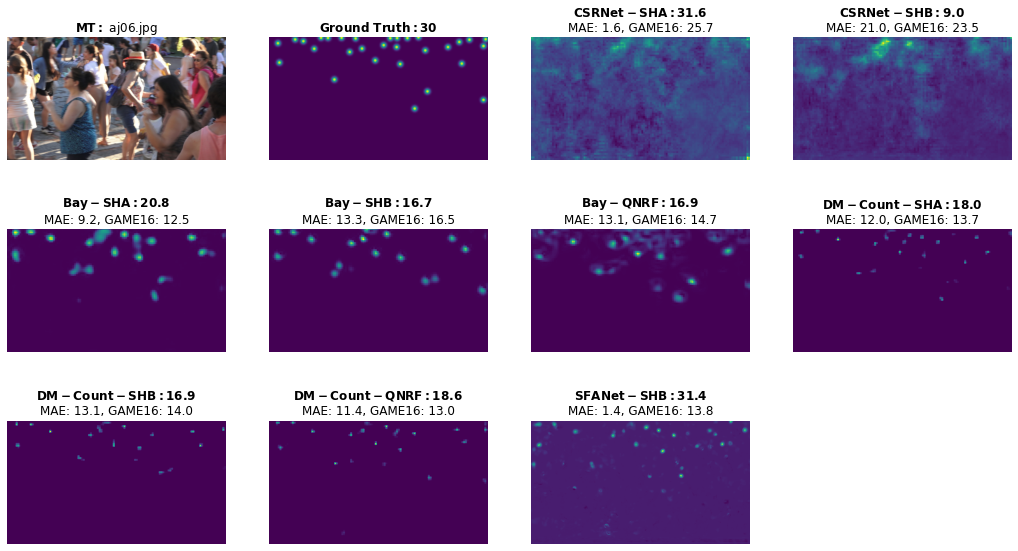 MT: aj06.jpg
Ground Truth: 30
CSRNet − SHA: 31.6
MAE: 1.6, GAME16: 25.7
CSRNet − SHB: 9.0
MAE: 21.0, GAME16: 23.5
Bay − SHA: 20.8
MAE: 9.2, GAME16: 12.5
Bay − SHB: 16.7
MAE: 13.3, GAME16: 16.5
Bay − QNRF: 16.9
MAE: 13.1, GAME16: 14.7
DM − Count − SHA: 18.0
MAE: 12.0, GAME16: 13.7
DM − Count − SHB: 16.9
MAE: 13.1, GAME16: 14.0
DM − Count − QNRF: 18.6
MAE: 11.4, GAME16: 13.0
SFANet − SHB: 31.4
MAE: 1.4, GAME16: 13.8